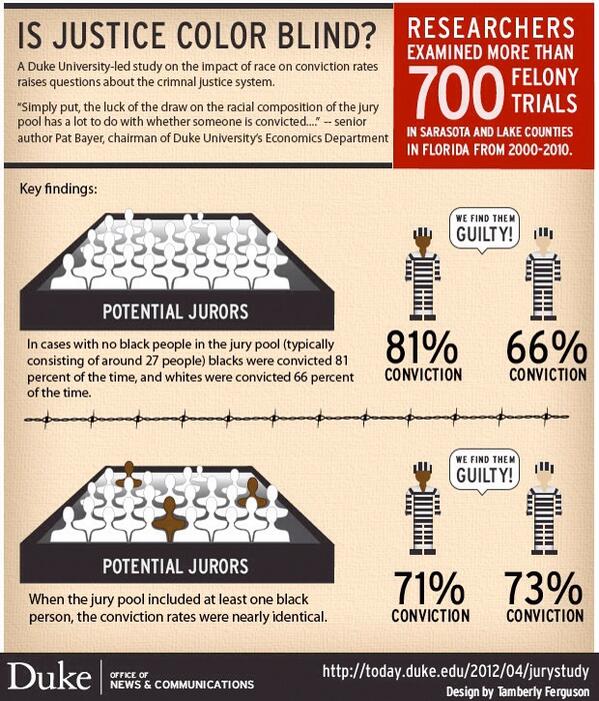 IS JUSTICE COLOR BLIND?
A Duke University-led study on the impact of race on conviction rates
raises questions about the crimnal justice system.
"Simply put, the luck of the draw on the racial composition of the jury
pool has a lot to do with whether someone is convicted...." -- senior
author Pat Bayer, chairman of Duke University's Economics Department
RESEARCHERS
EXAMINED MORE THAN
700 FELONY
TRIALS
IN SARASOTA AND LAKE COUNTIES
IN FLORIDA FROM 2000-2010.
Key findings:
POTENTIAL JURORS
In cases with no black people in the jury pool (typically
consisting of around 27 people) blacks were convicted 81
percent of the time, and whites were convicted 66 percent
of the time.
WE FIND THEM
GUILTY!
81%
CONVICTION
66%
CONVICTION
POTENTIAL JURORS
When the jury pool included at least one black
person, the conviction rates were nearly identical.
WE FIND THEM
GUILTY!
71%
CONVICTION
73%
CONVICTION
Duke
OFFICE OF
NEWS & COMMUNICATIONS
http://today.duke.edu/2012/04/jurystudy
Design by Tamberly Ferguson